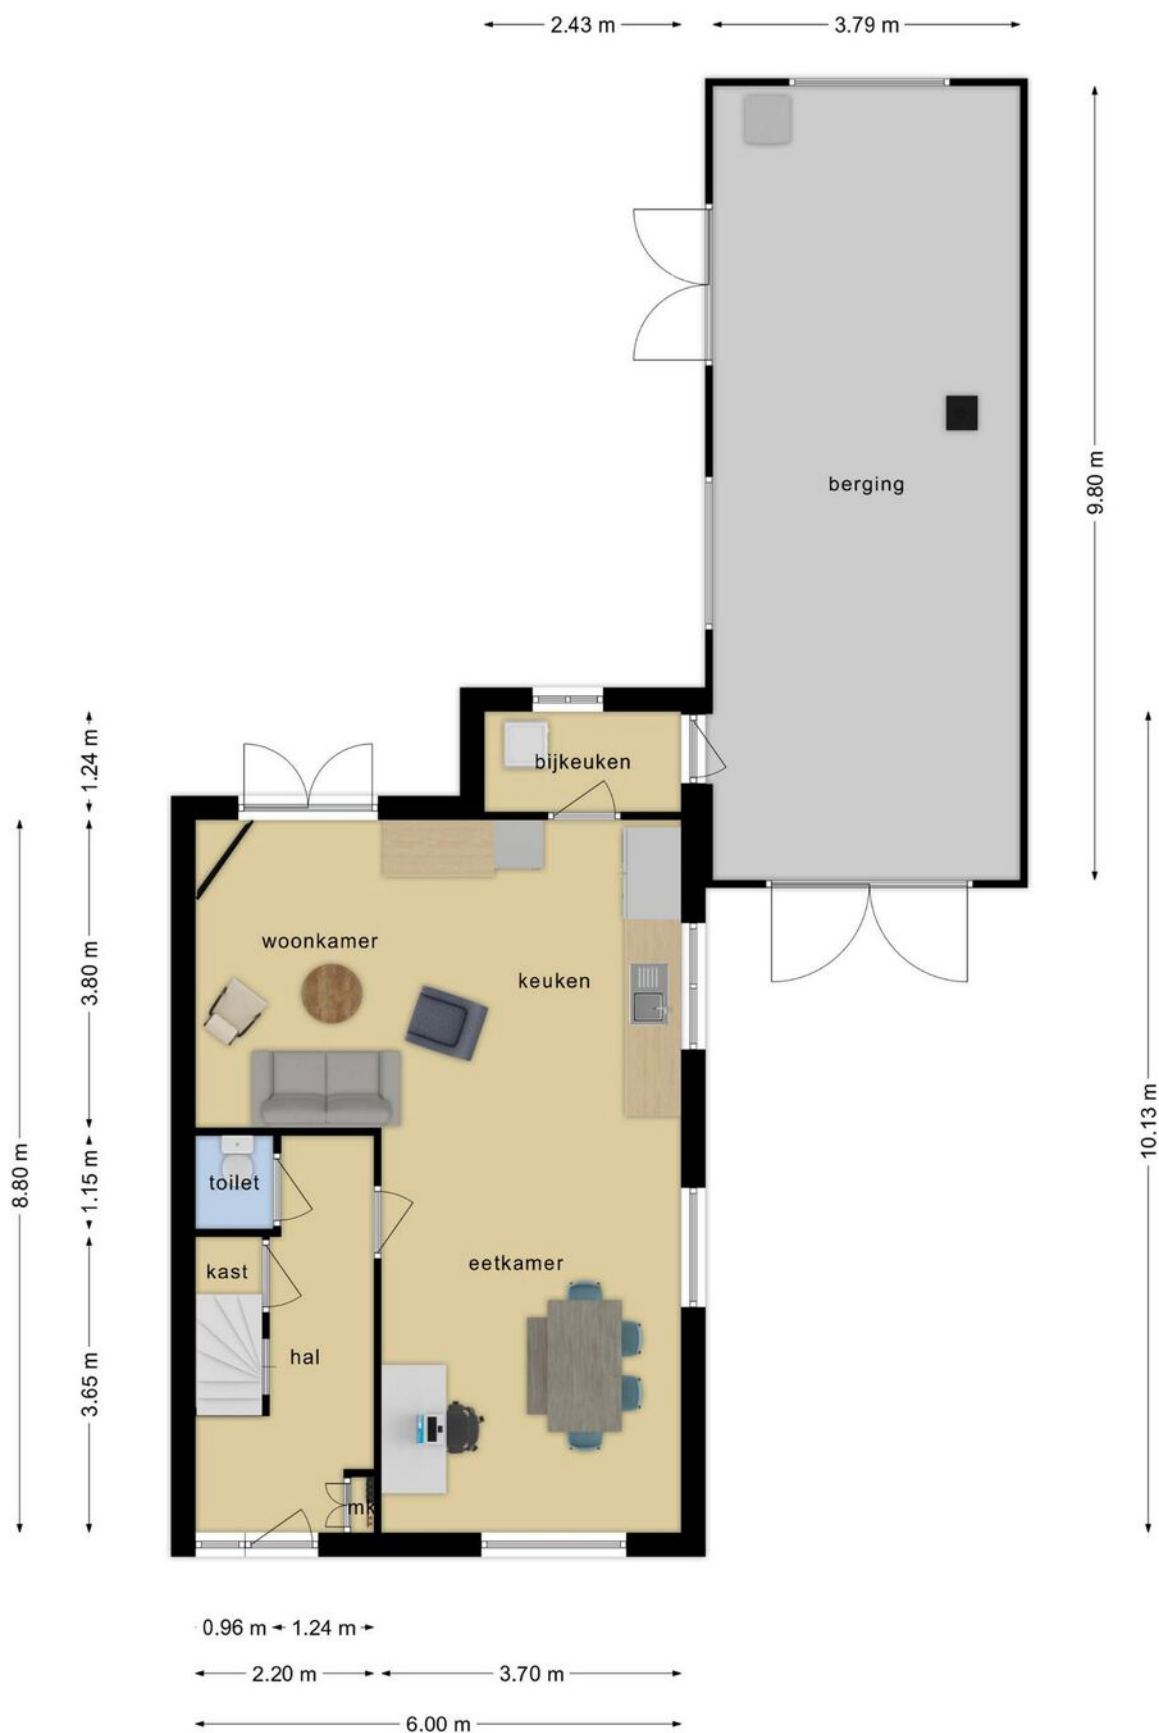 2.43 m
3.79 m
berging
9.80 m
bijkeuken
1.24 m
woonkamer
keuken
3.80 m
10.13 m
8.80 m
toilet
1.15 m
eetkamer
kast
hal
3.65 m
mk
0.96 m
1.24 m
2.20 m
3.70 m
6.00 m